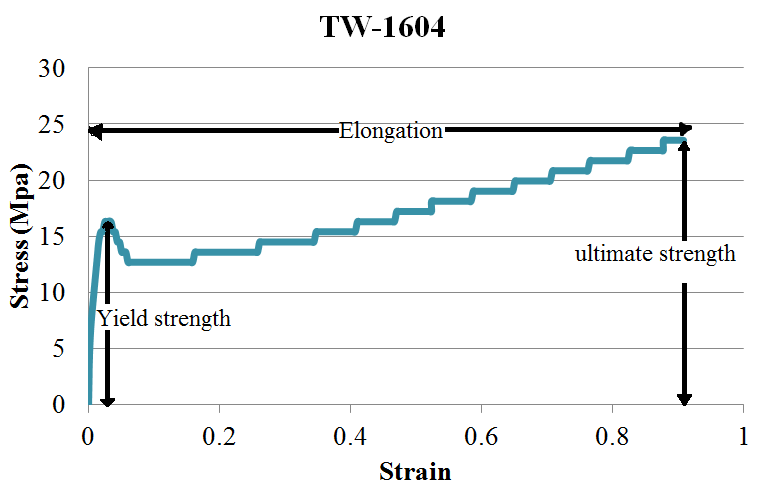 TW-1604
30
25
Elongation
20
15
ultimate strength
10
Yield strength
5
0
0 0.2 0.4 0.6 0.8 1
Stress (Mpa)
Strain